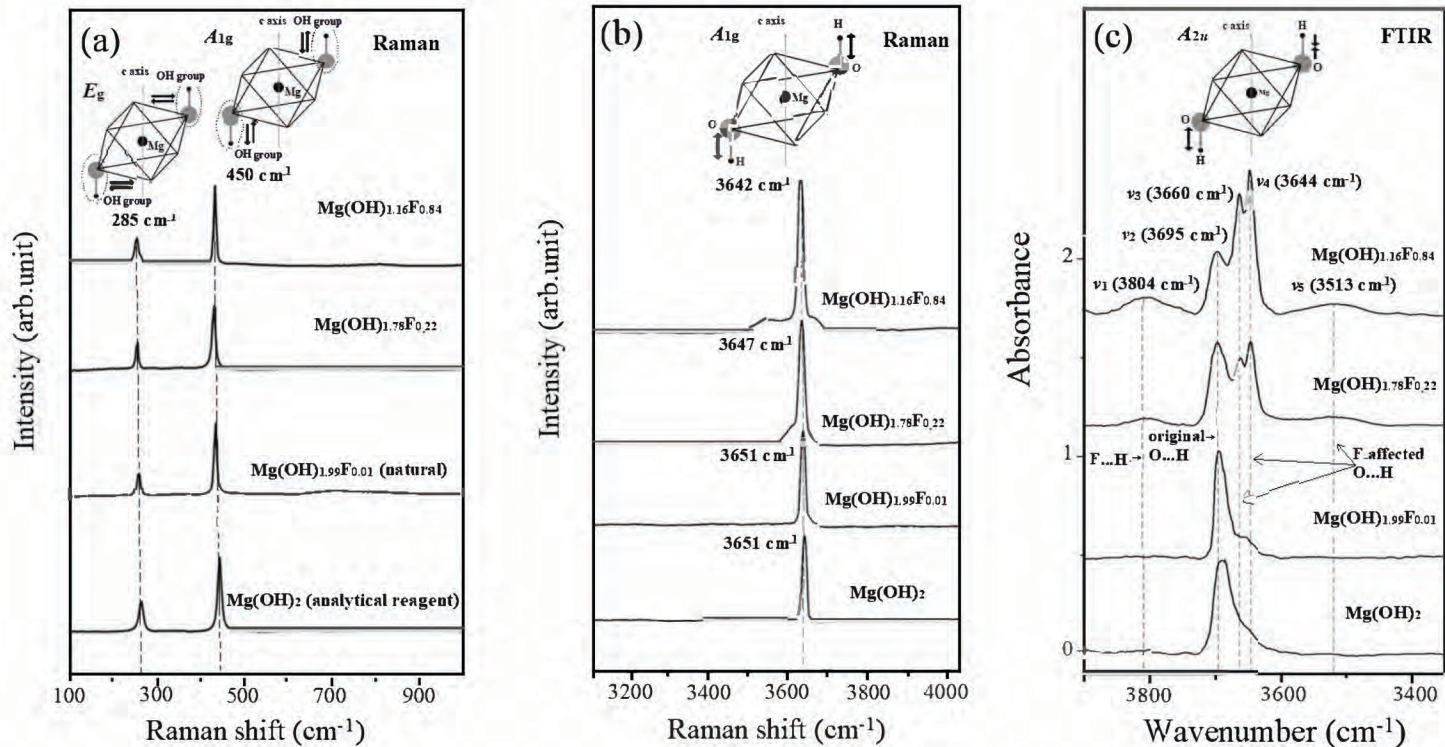 (a)
A1g
c axis
OH group
Raman
Eg
c axis
OH group
Mg
Mg
OH group
450 cm-1
OH group
285 cm-1
Mg(OH)1.16F0.84
Mg(OH)1.78F0,22
Mg(OH)1.99F0.01 (natural)
Mg(OH)2 (analytical reagent)
Intensity (arb.unit)
100 300 500 700 900
Raman shift (cm-1)
(b)
A1g
c axis
H
O
Raman
Mg
O
H
3642 cm-1
Mg(OH)1.16F0.84
3647 cm-1
Mg(OH)1.78F0,22
3651 cm-1
Mg(OH)1.99F0.01
3651 cm-1
Mg(OH)2
Intensity (arb.unit)
3200 3400 3600 3800 4000
Raman shift (cm-1)
(c)
A2u
c axis
H
O
FTIR
Mg
O
H
ν3 (3660 cm-1)
ν4 (3644 cm-1)
ν2 (3695 cm-1)
Mg(OH)1.16F0.84
ν1 (3804 cm-1)
ν5 (3513 cm-1)
Mg(OH)1.78F0,22
original
O...H
F...H
F affected
O...H
Mg(OH)1.99F0.01
Mg(OH)2
Absorbance
2
1
0
3800 3600 3400
Wavenumber (cm-1)